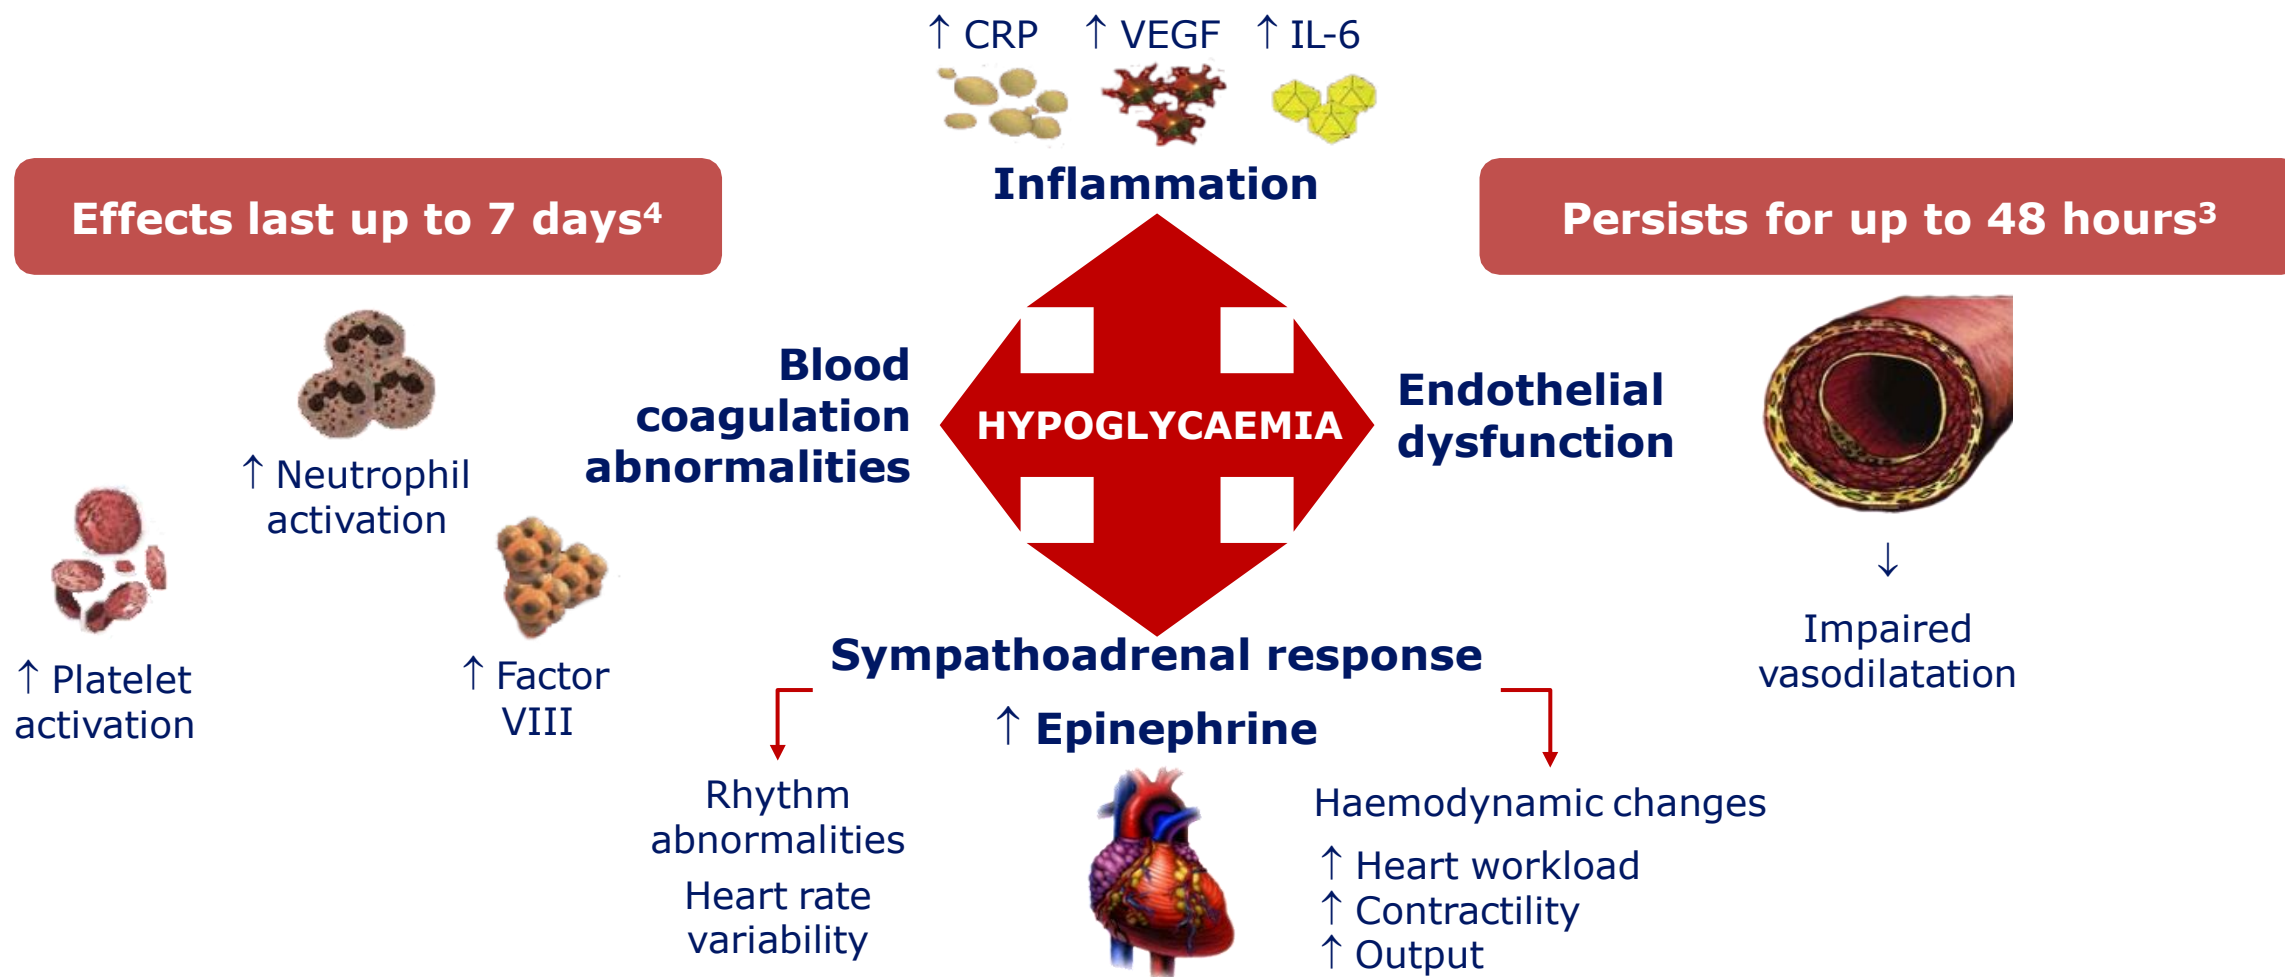 ↑ CRP
↑ VEGF
↑ IL-6
Inflammation
Effects last up to 7 days⁴
Persists for up to 48 hours³
Blood
coagulation
abnormalities
HYPOGLYCAEMIA
Endothelial
dysfunction
↑ Neutrophil
activation
↑ Platelet
activation
↑ Factor
VIII
↓
Impaired
vasodilatation
Sympathoadrenal response
↑ Epinephrine
Rhythm
abnormalities
Heart rate
variability
Haemodynamic changes
↑ Heart workload
↑ Contractility
↑ Output